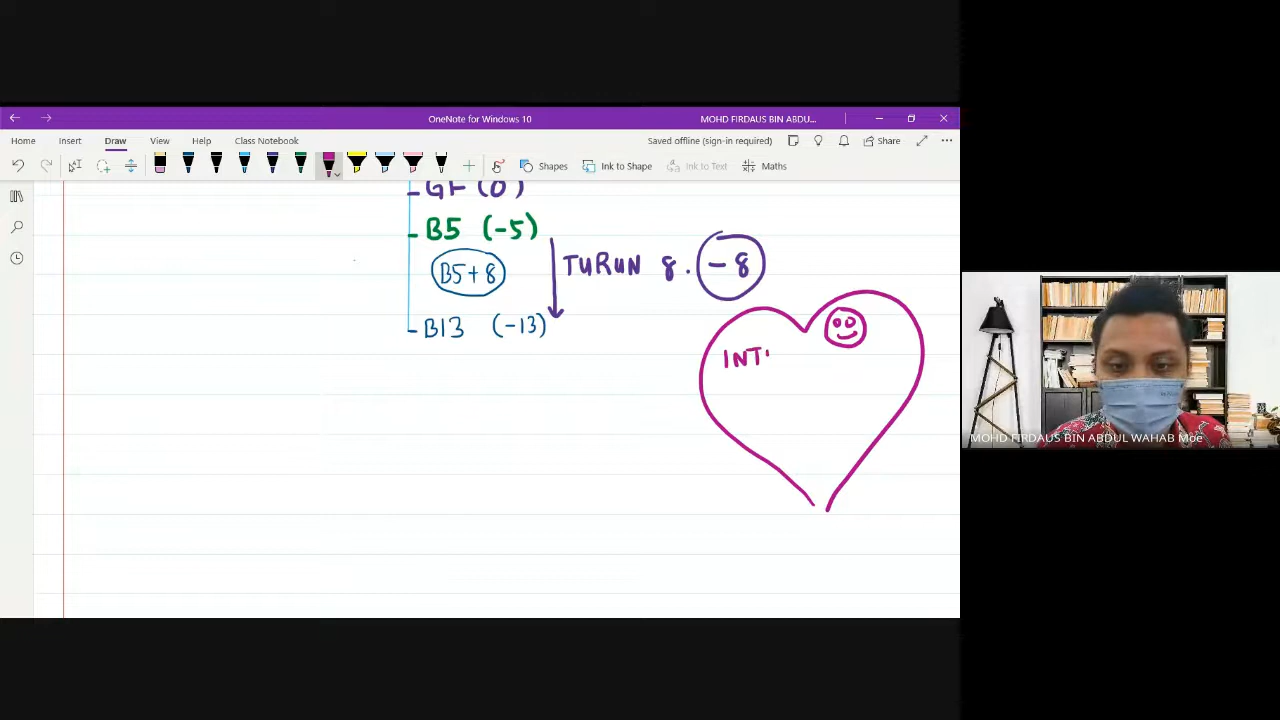 OneNote for Windows 10
MOHD FIRDAUS BIN ABDU...
Home Insert Draw View Help Class Notebook
Saved offline (sign-in required)
Share
Shapes
Ink to Shape
Ink to Text
Maths
GF (0)
B5 (-5)
B5+8
TURUN 8. -8
B13 (-13)
INT
MOHD FIRDAUS BIN ABDUL WAHAB Moe